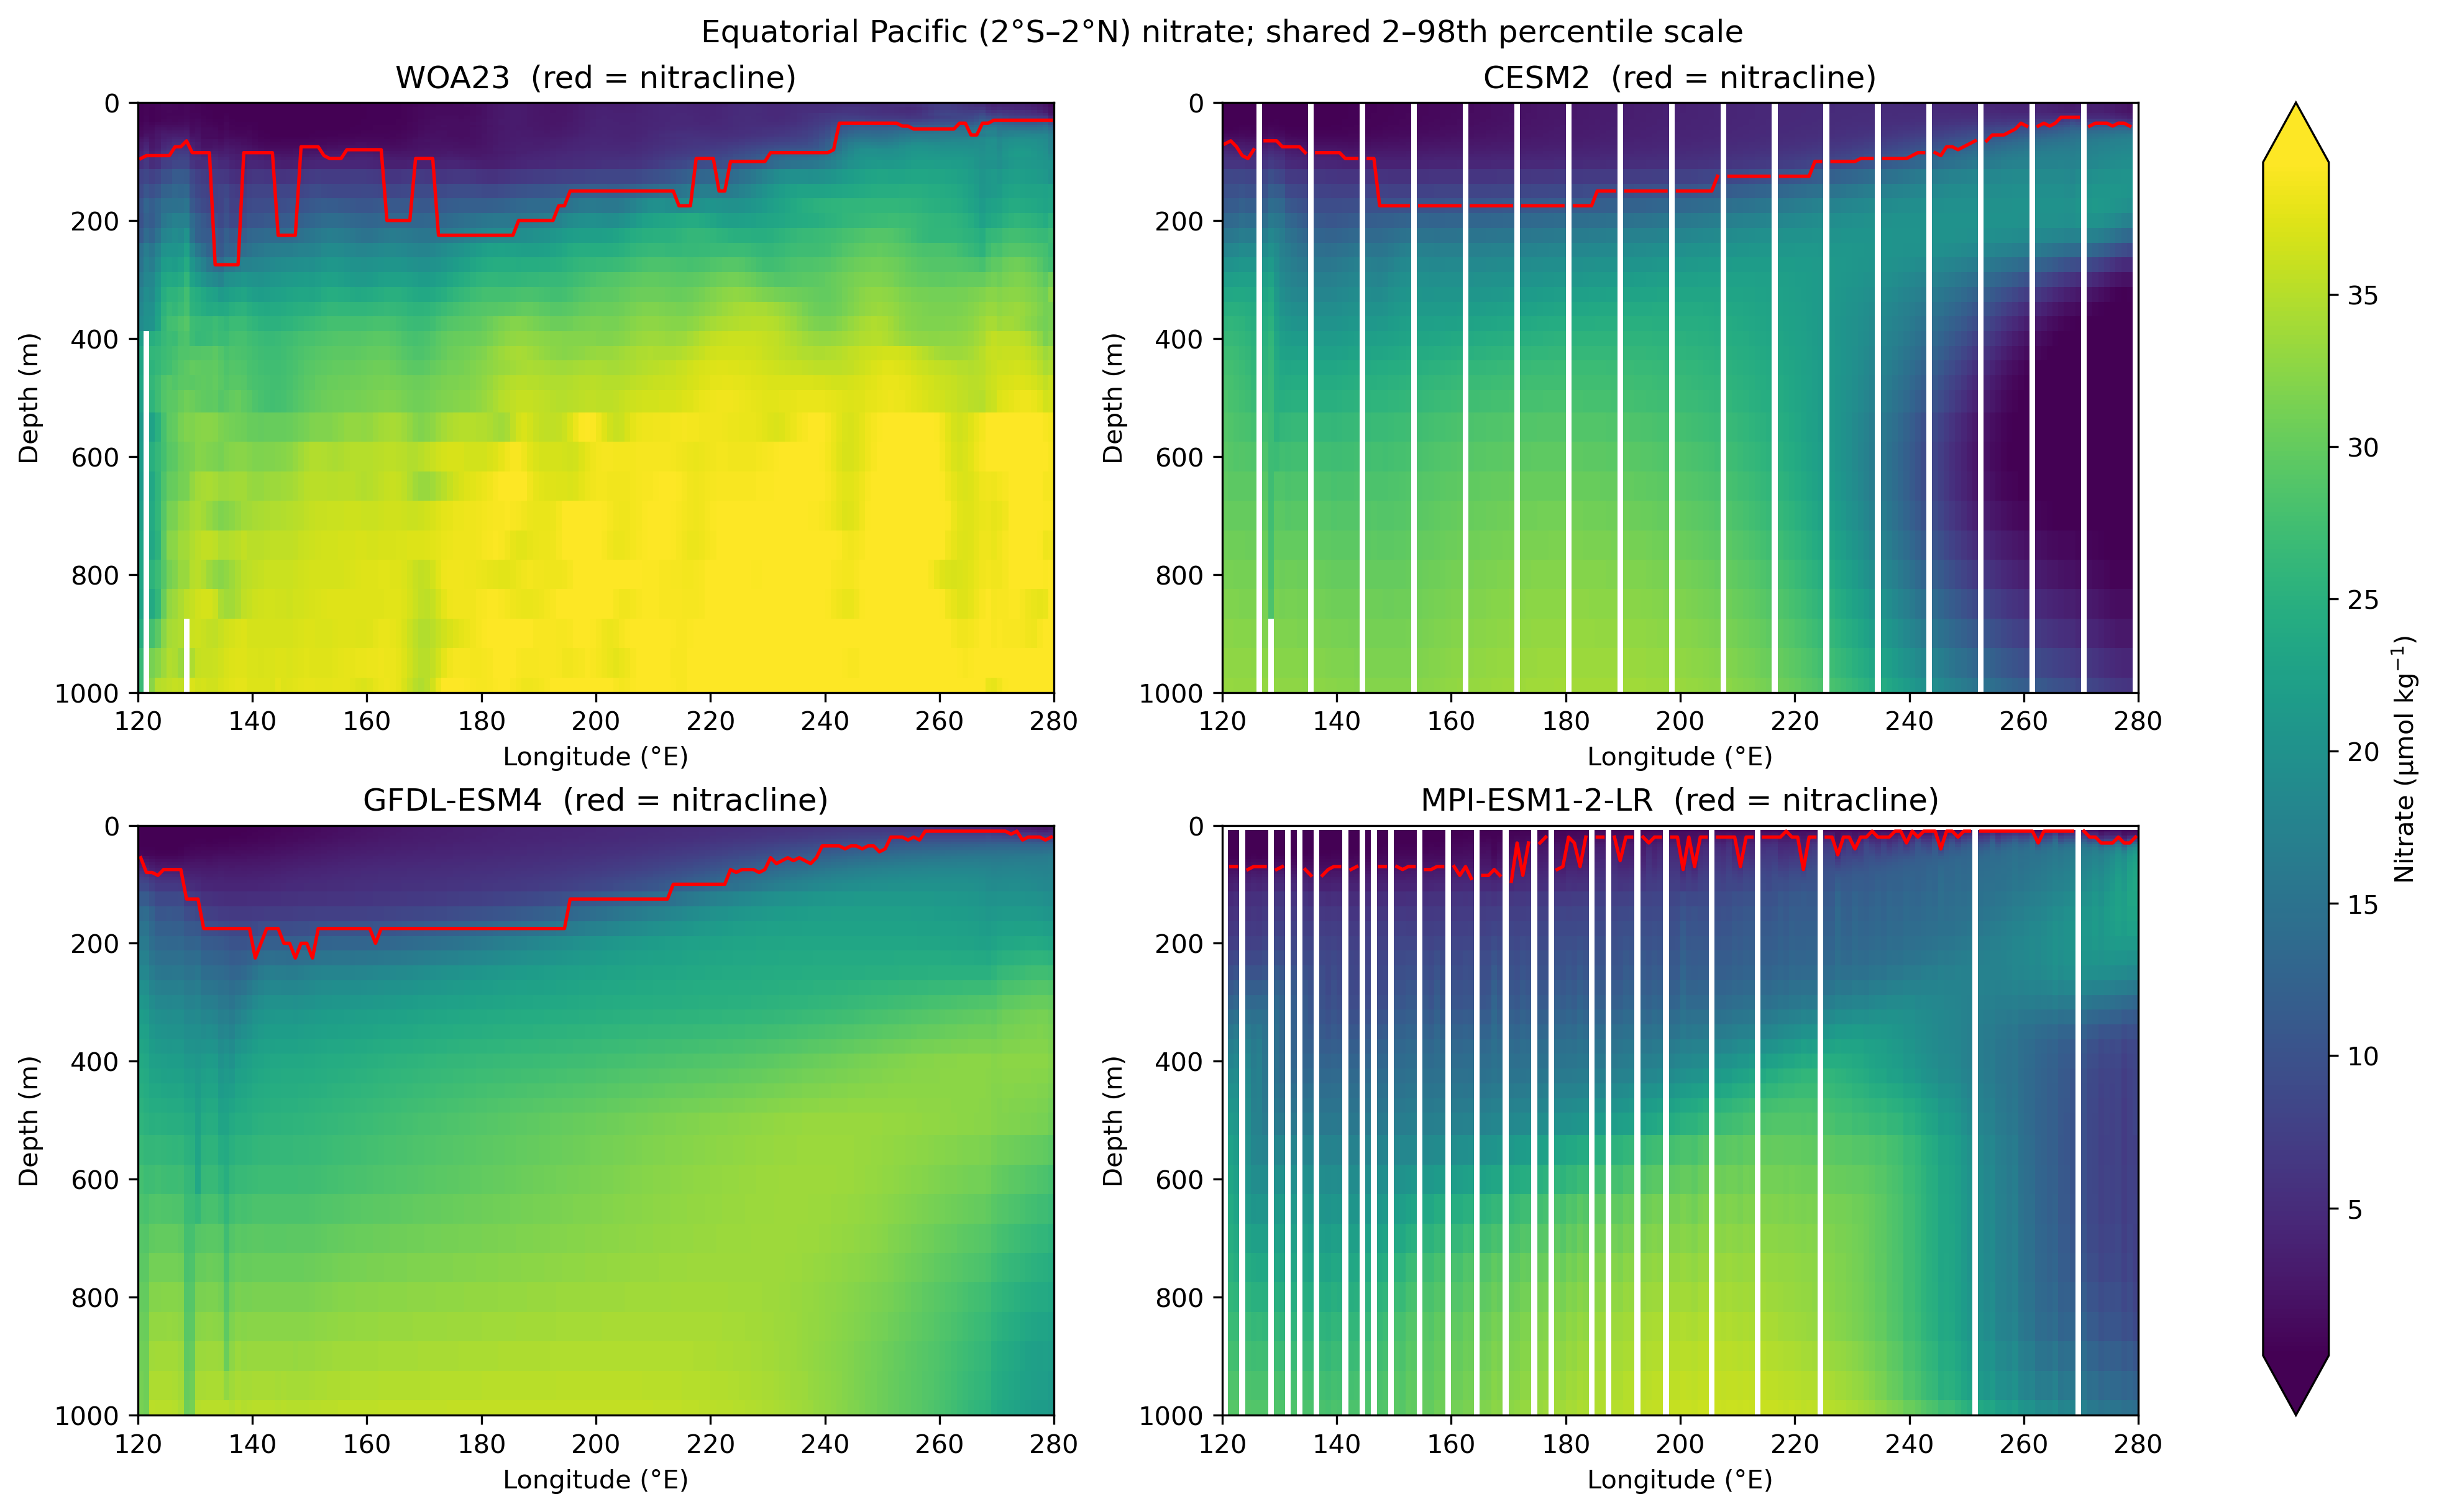 Equatorial Pacific (2°S–2°N) nitrate; shared 2–98th percentile scale
WOA23 (red = nitracline)
0
200
400
600
800
1000
Depth (m)
120 140 160 180 200 220 240 260 280
Longitude (°E)
CESM2 (red = nitracline)
0
200
400
600
800
1000
Depth (m)
120 140 160 180 200 220 240 260 280
Longitude (°E)
GFDL-ESM4 (red = nitracline)
0
200
400
600
800
1000
Depth (m)
120 140 160 180 200 220 240 260 280
Longitude (°E)
MPI-ESM1-2-LR (red = nitracline)
0
200
400
600
800
1000
Depth (m)
120 140 160 180 200 220 240 260 280
Longitude (°E)
35
30
25
20
15
10
5
Nitrate (µmol kg⁻¹)